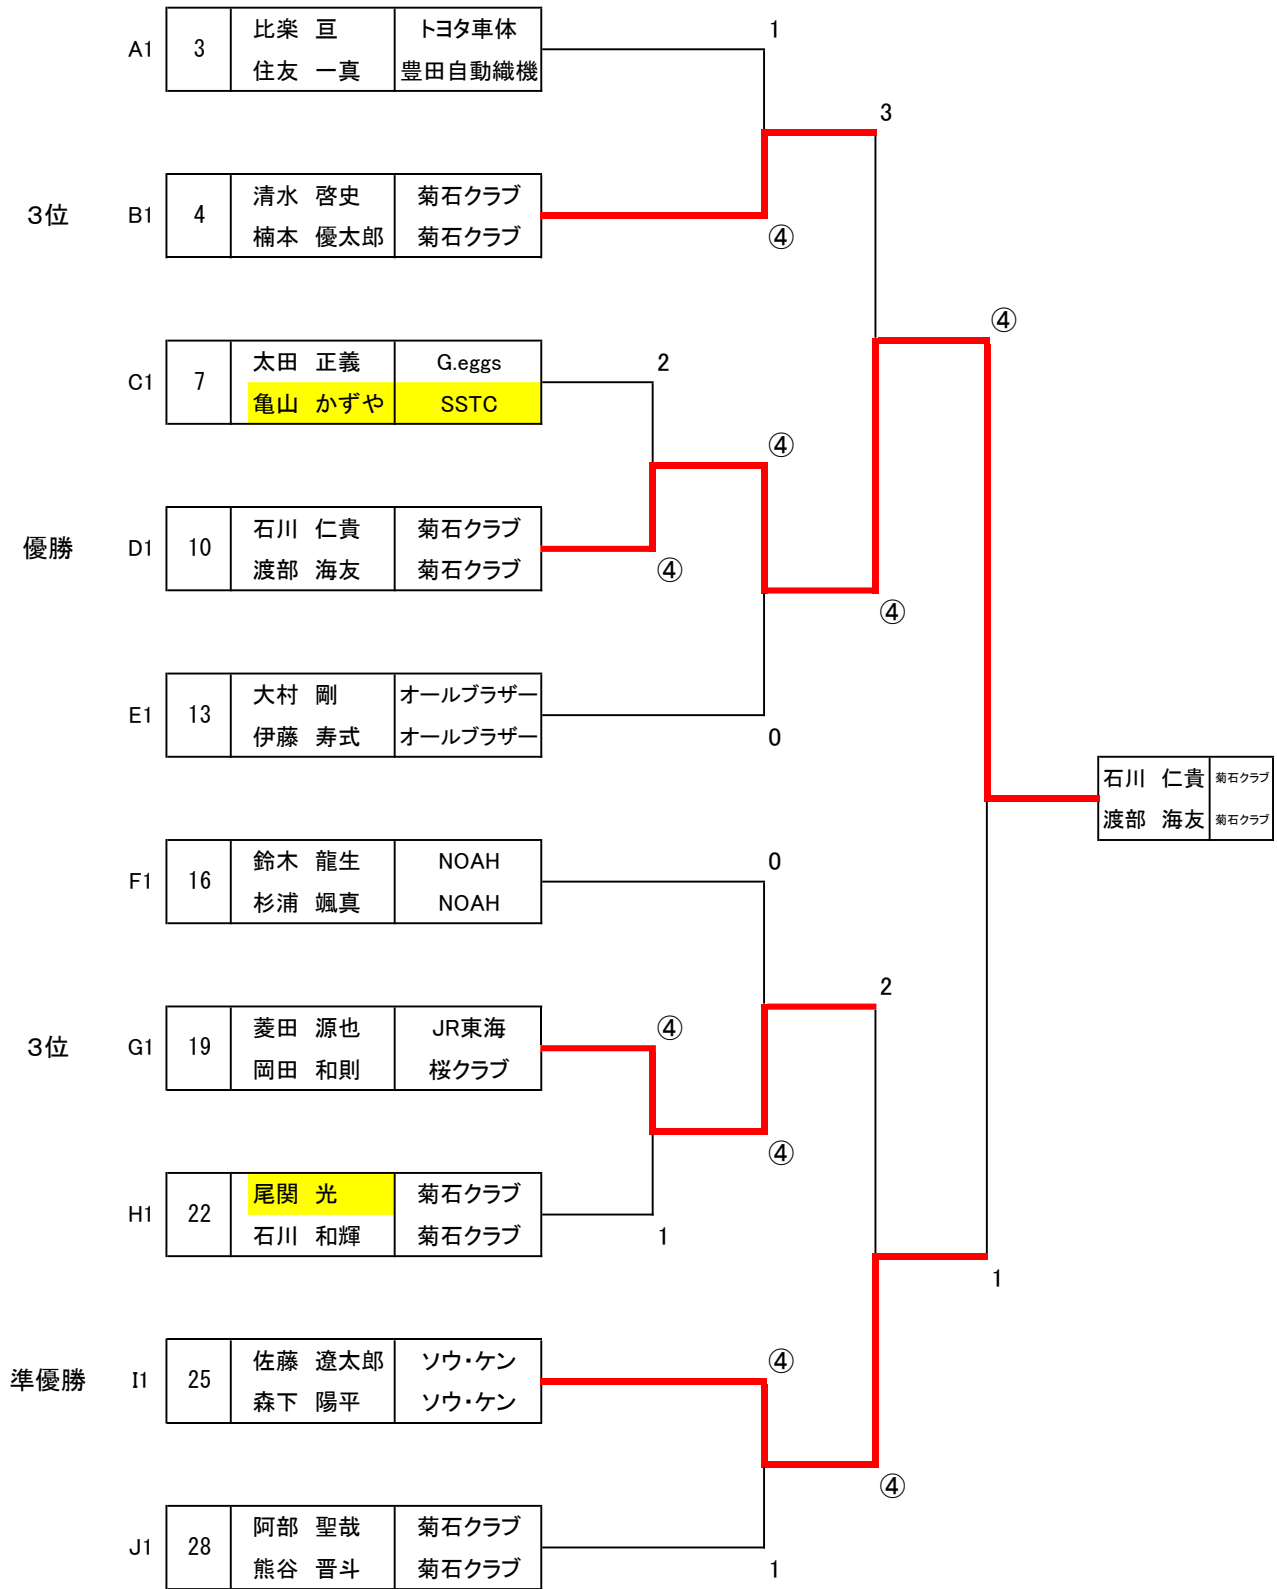 比楽 亘 トヨタ車体 1
A1 3
住友 一真 豊田自動織機
3
清水 啓史 菊石クラブ
3位 B1 4
楠本 優太郎 菊石クラブ ④
④
太田 正義 G.eggs 2
C1 7
亀山 かずや SSTC
④
石川 仁貴 菊石クラブ
優勝 D1 10
渡部 海友 菊石クラブ ④
④
大村 剛 オールブラザー
E1 13
伊藤 寿式 オールブラザー 0
石川 仁貴 菊石クラブ
渡部 海友 菊石クラブ
鈴木 龍生 NOAH 0
F1 16
杉浦 颯真 NOAH
2
菱田 源也 JR東海 ④
3位 G1 19
岡田 和則 桜クラブ
④
尾関 光 菊石クラブ
H1 22
石川 和輝 菊石クラブ 1
1
佐藤 遼太郎 ソウ・ケン ④
準優勝 I1 25
森下 陽平 ソウ・ケン
④
阿部 聖哉 菊石クラブ
J1 28
熊谷 晋斗 菊石クラブ 1